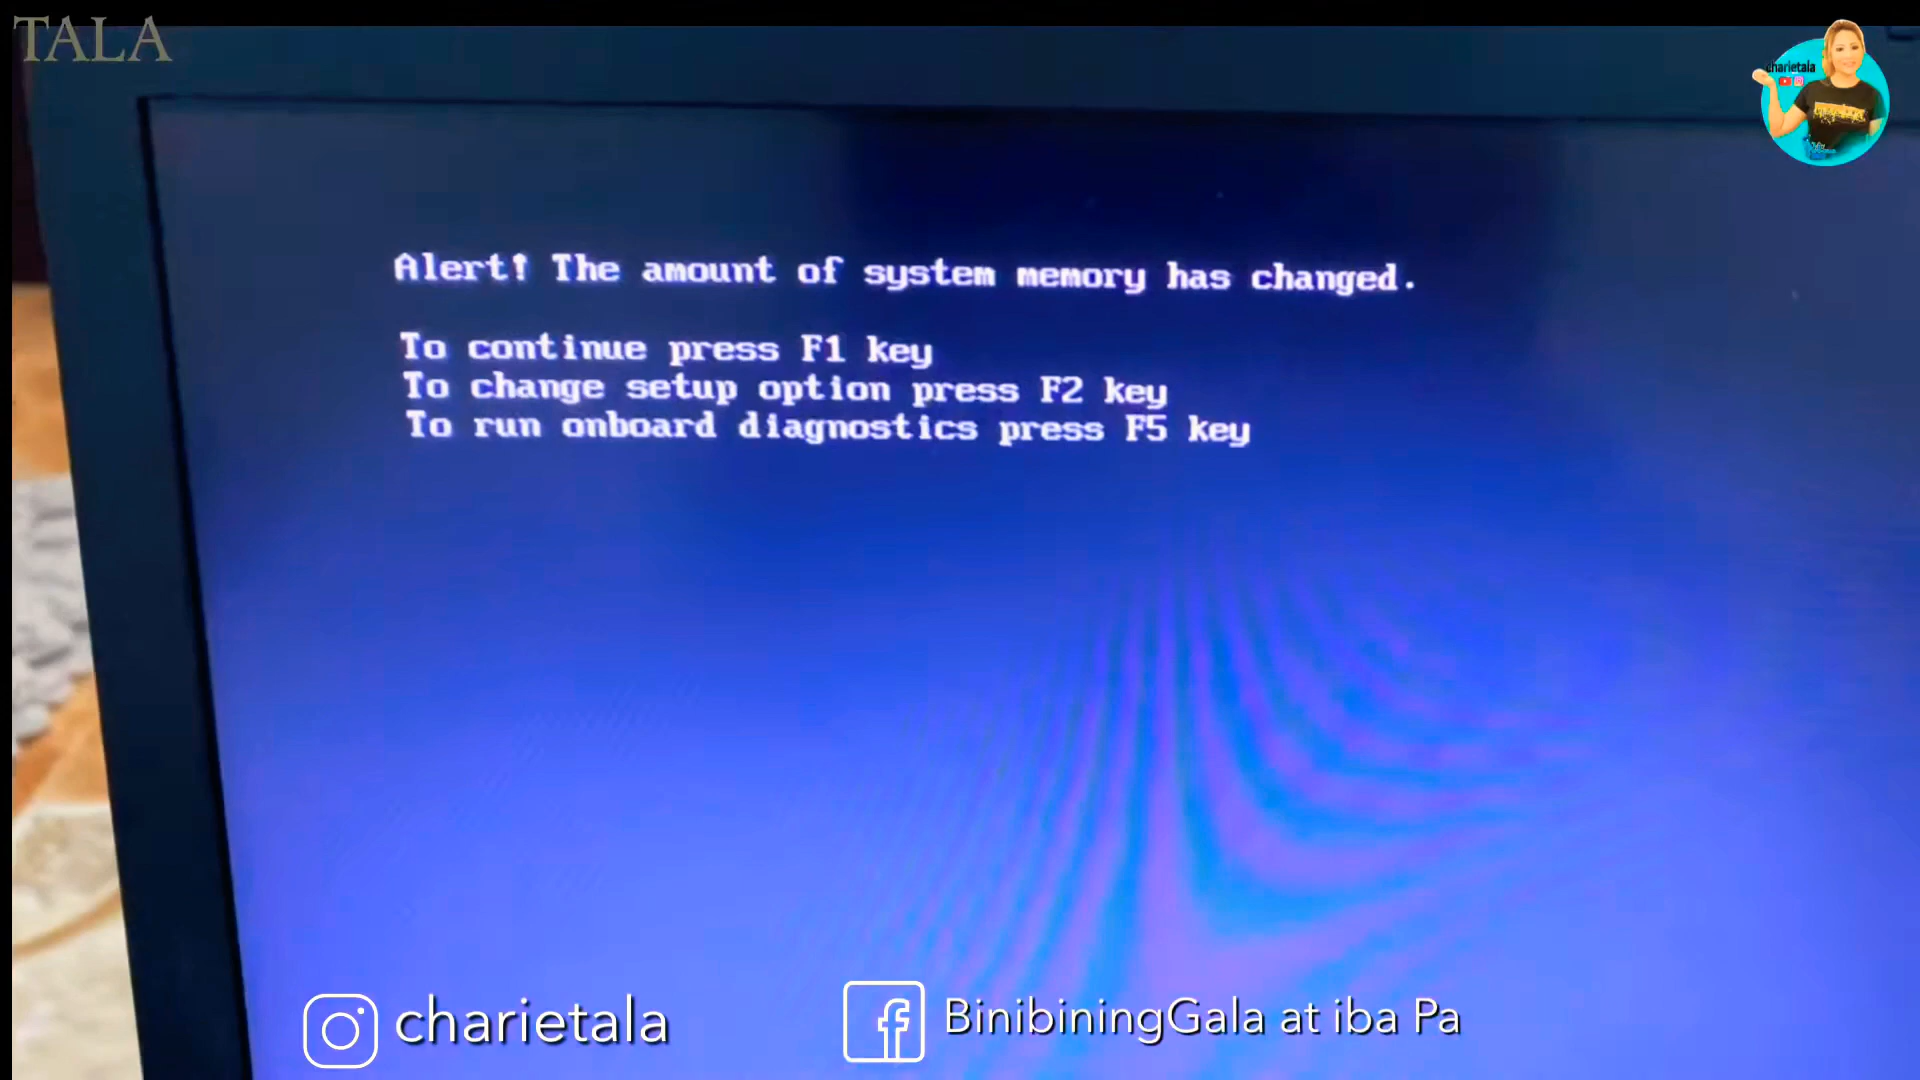 TALA
charietala
Alert! The amount of system memory has changed.
To continue press F1 key
To change setup option press F2 key
To run onboard diagnostics press F5 key
charietala
BinibiningGala at iba Pa